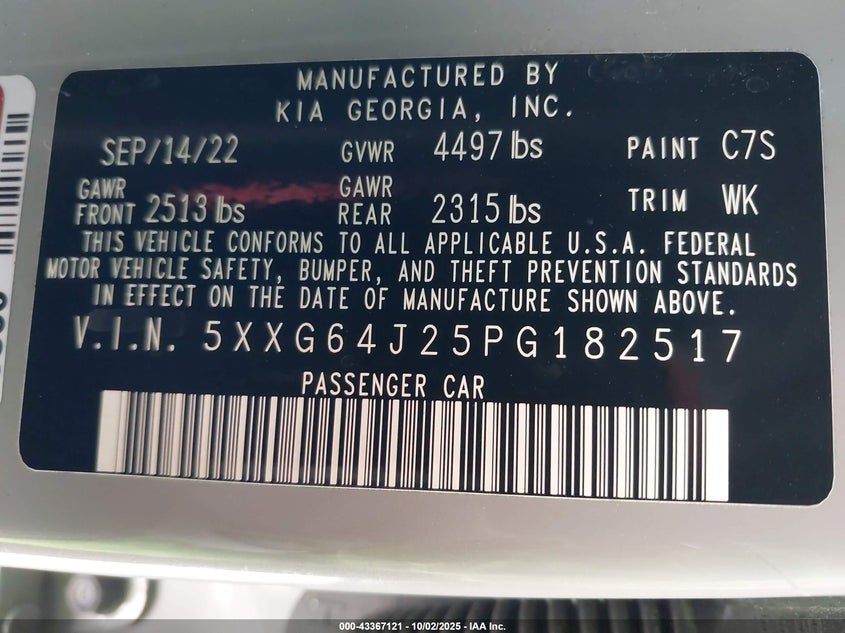 MANUFACTURED BY
KIA GEORGIA, INC.
SEP/14/22 GVWR 4497 lbs PAINT C7S
GAWR FRONT 2513 lbs GAWR REAR 2315 lbs TRIM WK
THIS VEHICLE CONFORMS TO ALL APPLICABLE U.S.A. FEDERAL
MOTOR VEHICLE SAFETY, BUMPER, AND THEFT PREVENTION STANDARDS
IN EFFECT ON THE DATE OF MANUFACTURE SHOWN ABOVE.
V.I.N. 5XXG64J25PG182517
PASSENGER CAR
000-43367121 - 10/02/2025 - IAA Inc.